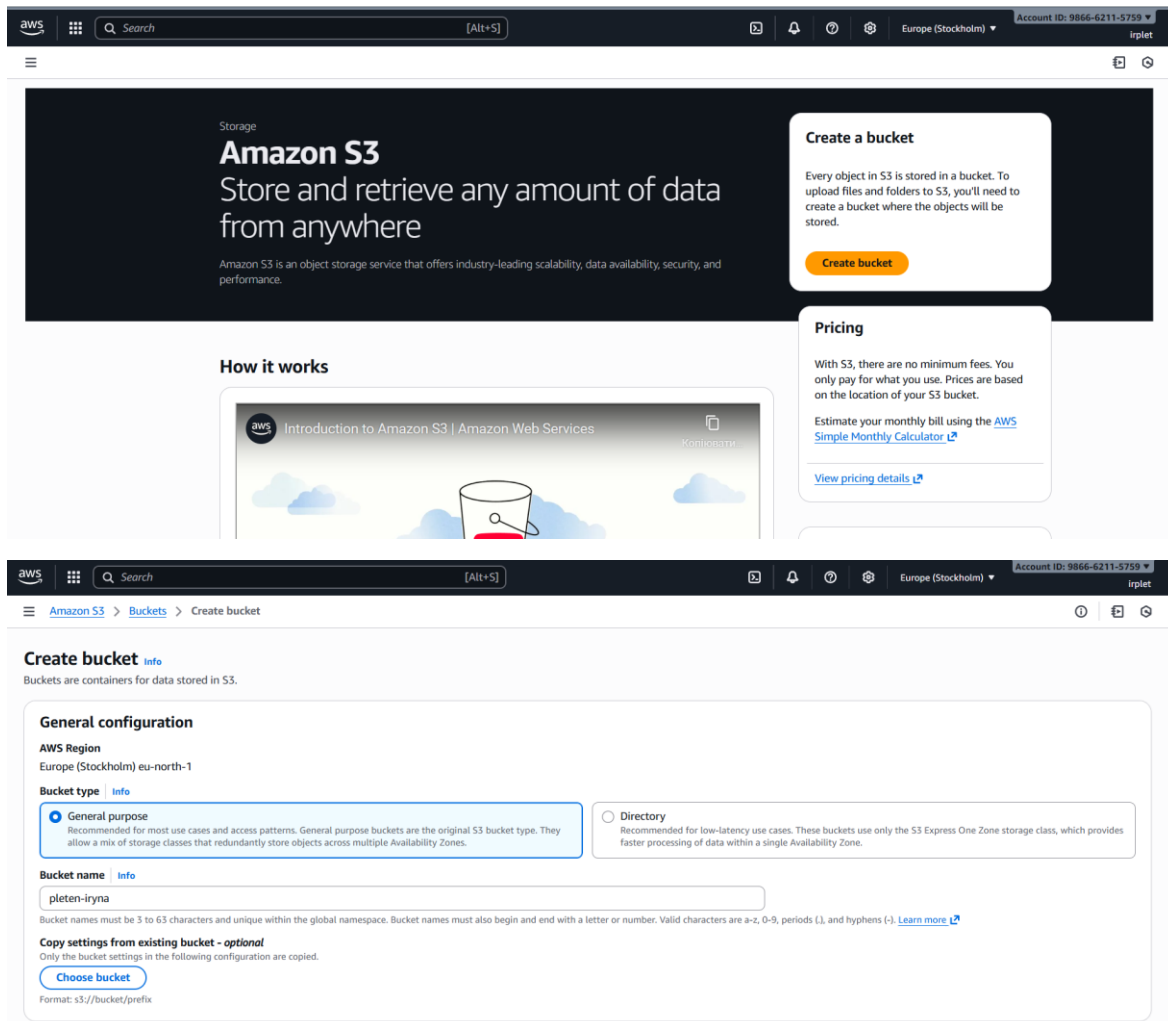 aws
Search
[Alt+S]
Europe (Stockholm)
Account ID: 9866-6211-5759
irplet
Storage
Amazon S3
Store and retrieve any amount of data
from anywhere
Amazon S3 is an object storage service that offers industry-leading scalability, data availability, security, and
performance.
Create a bucket
Every object in S3 is stored in a bucket. To
upload files and folders to S3, you'll need to
create a bucket where the objects will be
stored.
Create bucket
Pricing
With S3, there are no minimum fees. You
only pay for what you use. Prices are based
on the location of your S3 bucket.
Estimate your monthly bill using the AWS
Simple Monthly Calculator
View pricing details
How it works
aws
Introduction to Amazon S3 | Amazon Web Services
Копіювати...
aws
Search
[Alt+S]
Europe (Stockholm)
Account ID: 9866-6211-5759
irplet
Amazon S3 > Buckets > Create bucket
Create bucket Info
Buckets are containers for data stored in S3.
General configuration
AWS Region
Europe (Stockholm) eu-north-1
Bucket type Info
General purpose
Recommended for most use cases and access patterns. General purpose buckets are the original S3 bucket type. They
allow a mix of storage classes that redundantly store objects across multiple Availability Zones.
Directory
Recommended for low-latency use cases. These buckets use only the S3 Express One Zone storage class, which provides
faster processing of data within a single Availability Zone.
Bucket name Info
pleten-iryna
Bucket names must be 3 to 63 characters and unique within the global namespace. Bucket names must also begin and end with a letter or number. Valid characters are a-z, 0-9, periods (.), and hyphens (-). Learn more
Copy settings from existing bucket - optional
Only the bucket settings in the following configuration are copied.
Choose bucket
Format: s3://bucket/prefix